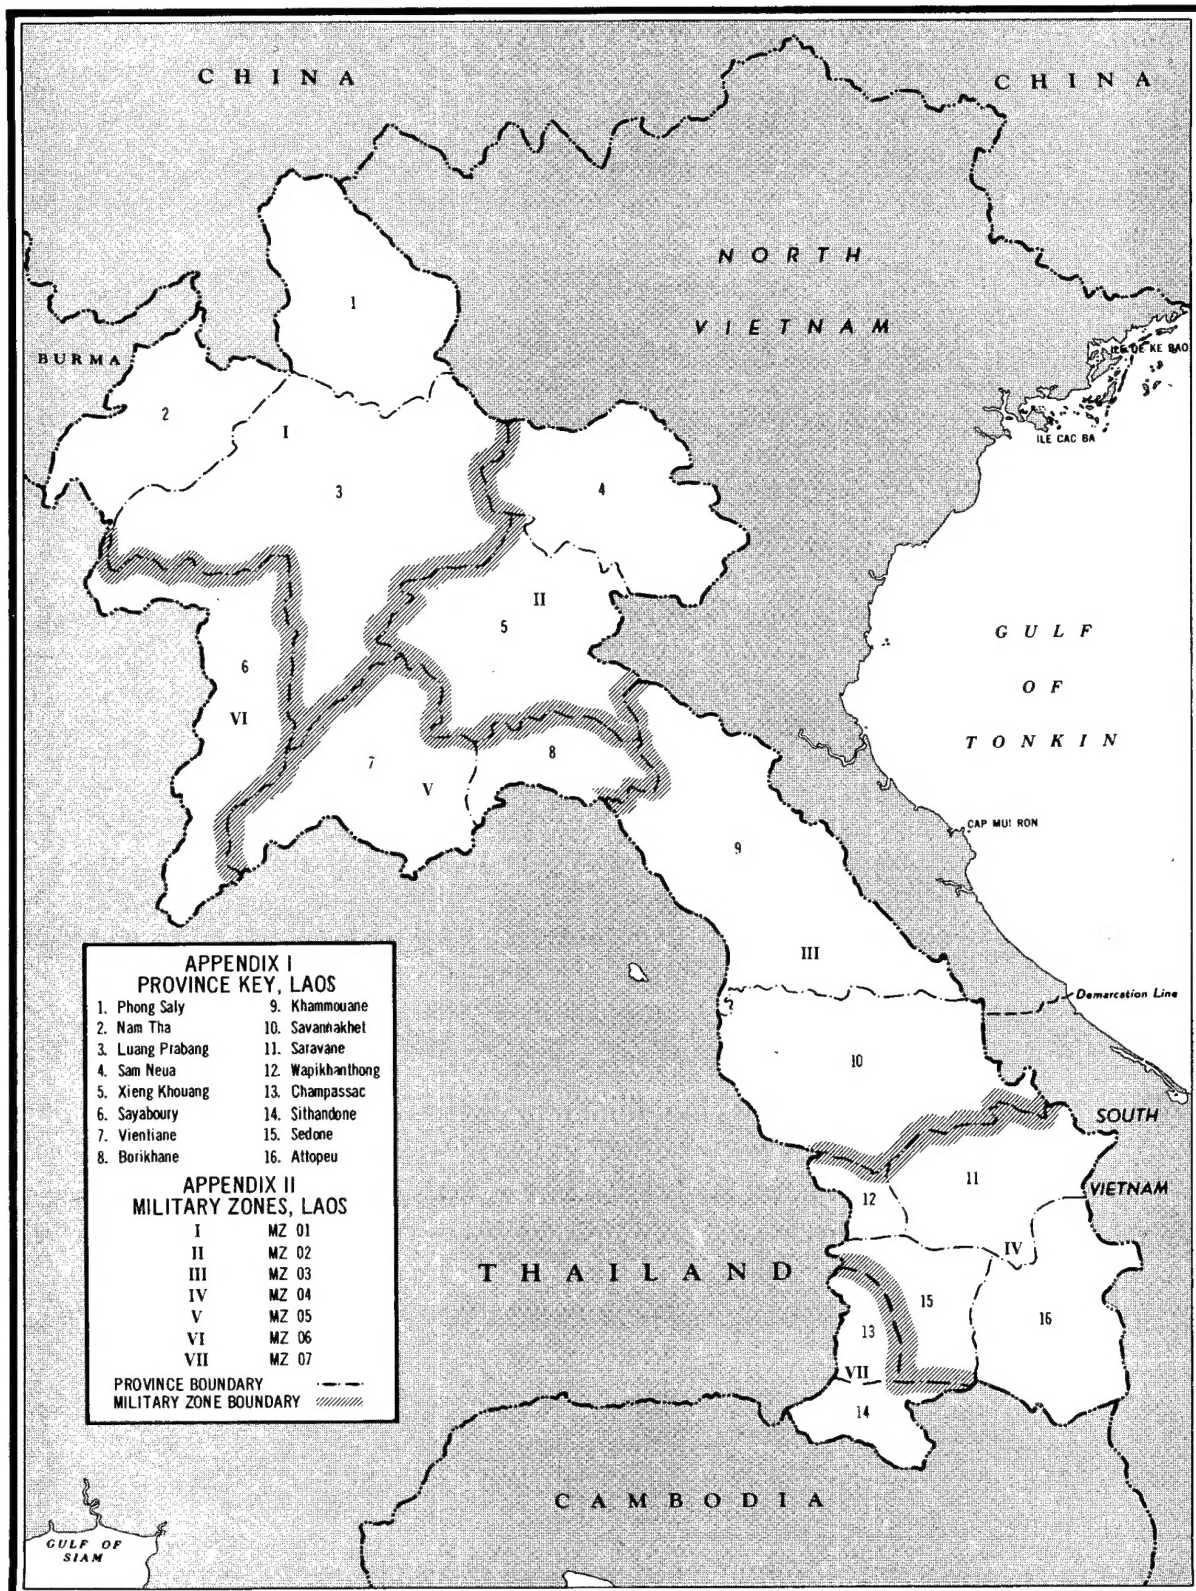 CHINA
CHINA
NORTH
VIETNAM
1
BURMA
ILE DE KE BAO
2
I
ILE CAC BA
3
4
II
5
GULF
OF
TONKIN
6
VI
7
V
8
CAP MUI RON
9
III
Demarcation Line
10
SOUTH
VIETNAM
11
12
IV
THAILAND
15
13
16
VII
14
CAMBODIA
GULF OF
SIAM
APPENDIX I
PROVINCE KEY, LAOS
1. Phong Saly 9. Khammouane
2. Nam Tha 10. Savannakhet
3. Luang Prabang 11. Saravane
4. Sam Neua 12. Wapikhanthong
5. Xieng Khouang 13. Champassac
6. Sayaboury 14. Sithandone
7. Vientiane 15. Sedone
8. Borikhane 16. Attopeu
APPENDIX II
MILITARY ZONES, LAOS
I MZ 01
II MZ 02
III MZ 03
IV MZ 04
V MZ 05
VI MZ 06
VII MZ 07
PROVINCE BOUNDARY
MILITARY ZONE BOUNDARY